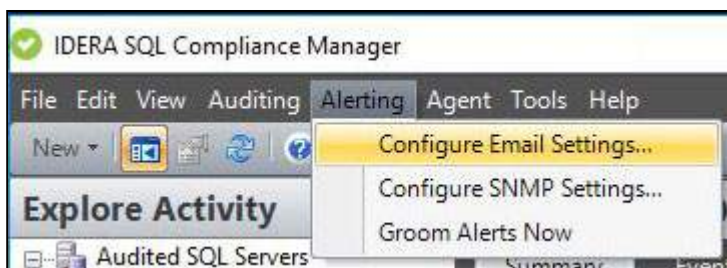 IDERA SQL Compliance Manager
File Edit View Auditing Alerting Agent Tools Help
New
Configure Email Settings...
Configure SNMP Settings...
Groom Alerts Now
Explore Activity
Audited SQL Servers
Summary